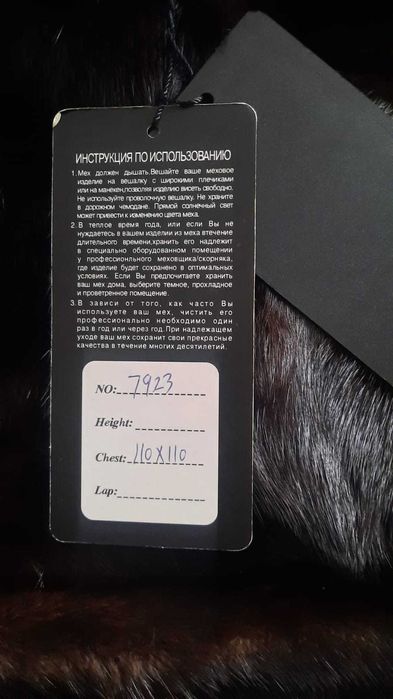 ИНСТРУКЦИЯ ПО ИСПОЛЬЗОВАНИЮ
1. Мех должен дышать.Вешайте ваше меховое
изделие на вешалку с широкими плечиками
или на манекен,позволяя изделию висеть свободно.
Не используйте проволочную вешалку. Не храните
в дорожном чемодане. Прямой солнечный свет
может привести к изменению цвета меха.
2. В теплое время года, или если Вы не
нуждаетесь в вашем изделии из меха втечение
длительного времени,хранить его надлежит
в специально оборудованном помещении
у профессионльного меховщика/скорняка,
где изделие будет сохранено в оптимальных
условиях. Если Вы предпочитаете хранить
ваш мех дома, выберите темное, прохладное
и проветренное помещение.
3. В зависи от того, как часто Вы
используете ваш мех, чистить его
профессионально необходимо один
раз в год или через год.При надлежащем
уходе ваш мех сохранит свои прекрасные
качества в течение многих десятилетий.
NO: 7923
Height:
Chest: 110X110
Lap: